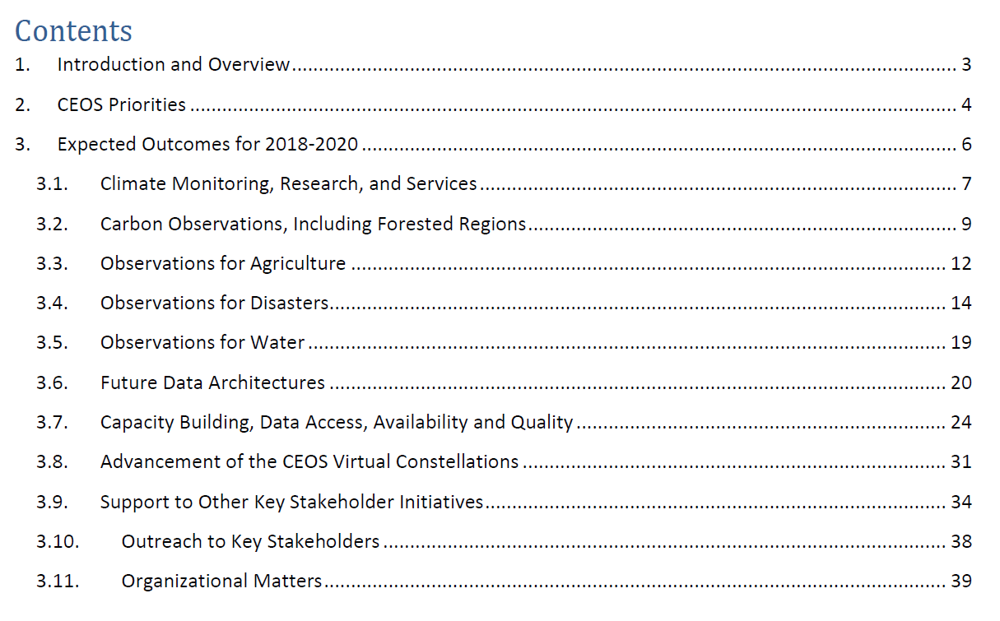 Contents
1. Introduction and Overview........................................................ 3
2. CEOS Priorities ........................................................ 4
3. Expected Outcomes for 2018-2020 ........................................................ 6
3.1. Climate Monitoring, Research, and Services ........................................................ 7
3.2. Carbon Observations, Including Forested Regions ........................................................ 9
3.3. Observations for Agriculture ........................................................ 12
3.4. Observations for Disasters........................................................ 14
3.5. Observations for Water ........................................................ 19
3.6. Future Data Architectures ........................................................ 20
3.7. Capacity Building, Data Access, Availability and Quality ........................................................ 24
3.8. Advancement of the CEOS Virtual Constellations ........................................................ 31
3.9. Support to Other Key Stakeholder Initiatives........................................................ 34
3.10. Outreach to Key Stakeholders ........................................................ 38
3.11. Organizational Matters........................................................ 39